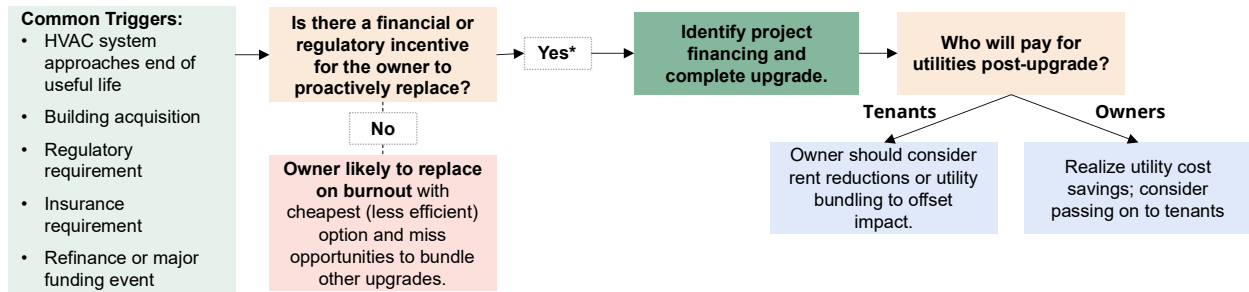 Common Triggers:
• HVAC system
approaches end of
useful life
• Building acquisition
• Regulatory
requirement
• Insurance
requirement
• Refinance or major
funding event
Is there a financial or
regulatory incentive
for the owner to
proactively replace?
Yes*
No
Owner likely to replace
on burnout with
cheapest (less efficient)
option and miss
opportunities to bundle
other upgrades.
Identify project
financing and
complete upgrade.
Who will pay for
utilities post-upgrade?
Tenants
Owners
Owner should consider
rent reductions or utility
bundling to offset
impact.
Realize utility cost
savings; consider
passing on to tenants